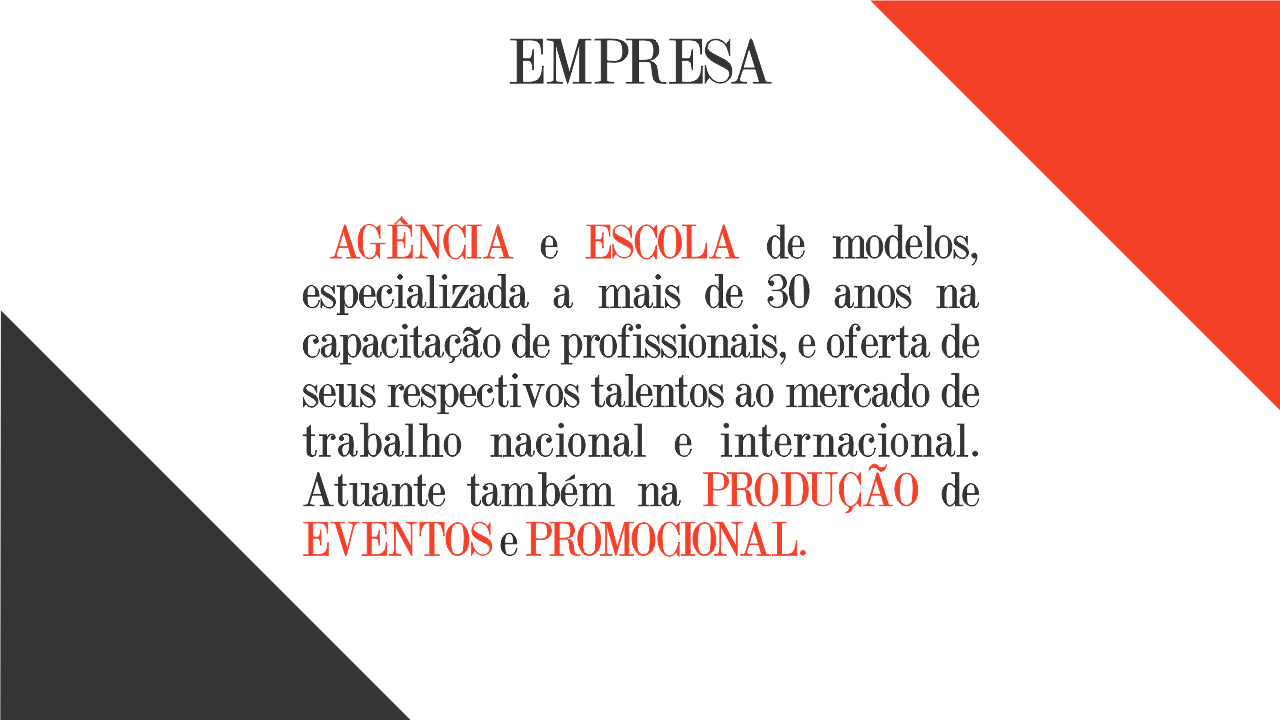 EMPRESA
AGÊNCIA e ESCOLA de modelos,
especializada a mais de 30 anos na
capacitação de profissionais, e oferta de
seus respectivos talentos ao mercado de
trabalho nacional e internacional.
Atuante também na PRODUÇÃO de
EVENTOS e PROMOCIONAL.